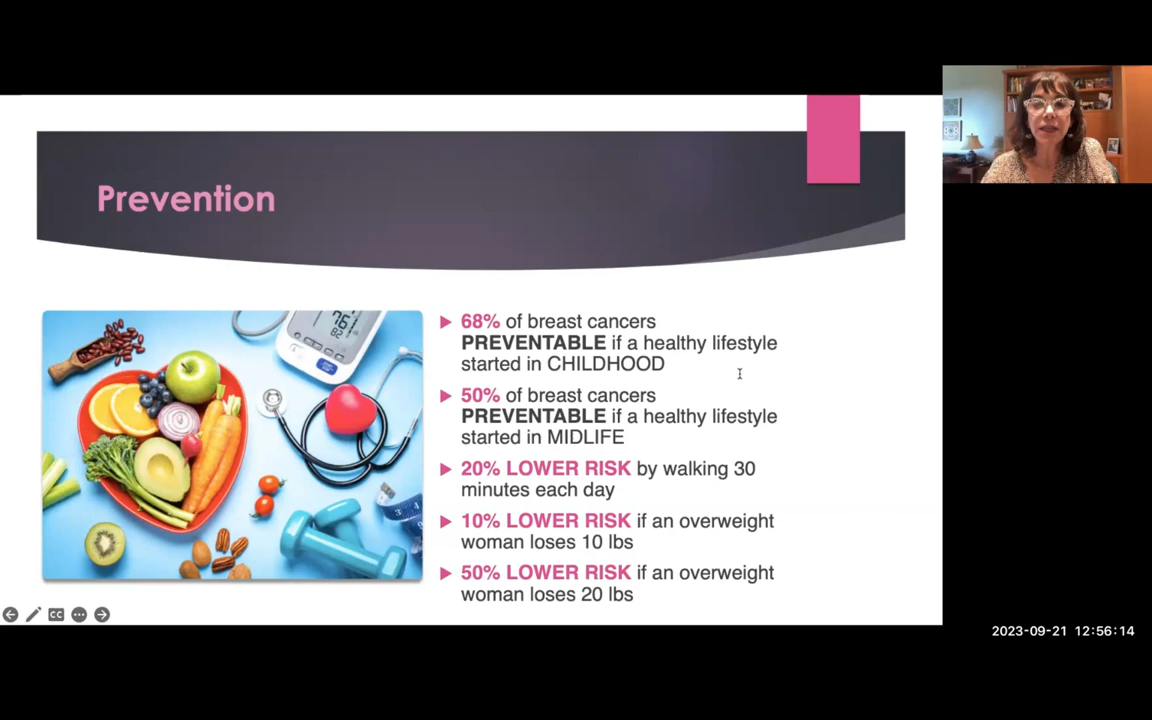 Prevention
68% of breast cancers
PREVENTABLE if a healthy lifestyle
started in CHILDHOOD
50% of breast cancers
PREVENTABLE if a healthy lifestyle
started in MIDLIFE
20% LOWER RISK by walking 30
minutes each day
10% LOWER RISK if an overweight
woman loses 10 lbs
50% LOWER RISK if an overweight
woman loses 20 lbs
CC
2023-09-21 12:56:14